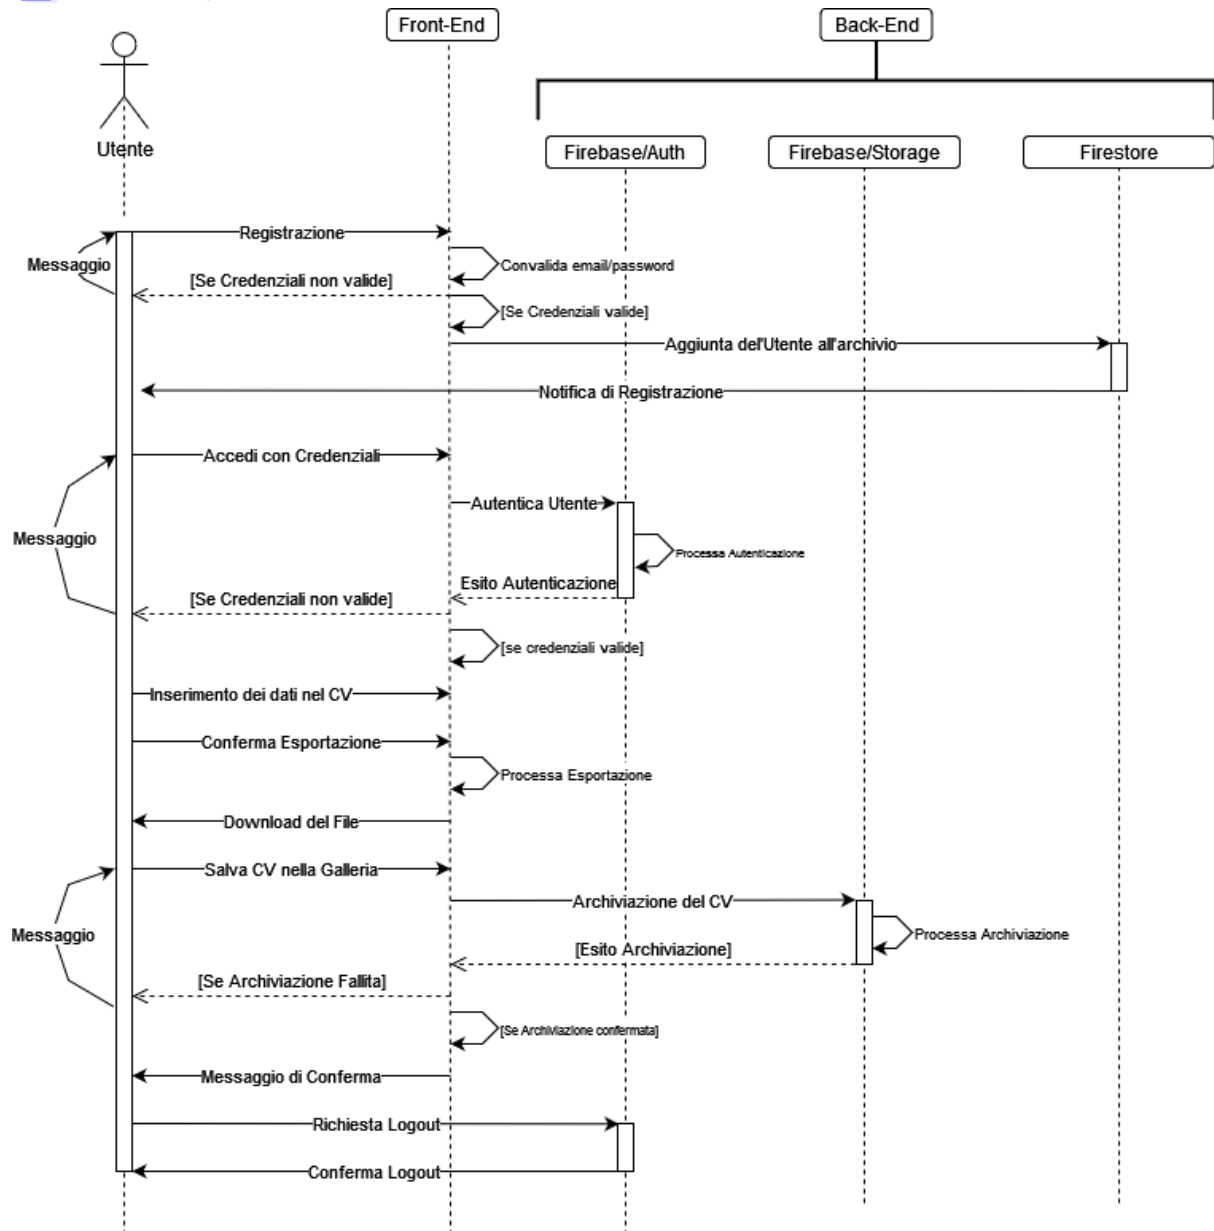 Front-End
Back-End
Utente
Firebase/Auth
Firebase/Storage
Firestore
Registrazione
Messaggio
Convalida email/password
[Se Credenziali non valide]
[Se Credenziali valide]
Aggiunta del'Utente all'archivio
Notifica di Registrazione
Accedi con Credenziali
Autentica Utente
Messaggio
Processa Autenticazione
Esito Autenticazione
[Se Credenziali non valide]
[se credenziali valide]
Inserimento dei dati nel CV
Conferma Esportazione
Processa Esportazione
Download del File
Salva CV nella Galleria
Archiviazione del CV
Messaggio
Processa Archiviazione
[Esito Archiviazione]
[Se Archiviazione Fallita]
[Se Archiviazione confermata]
Messaggio di Conferma
Richiesta Logout
Conferma Logout